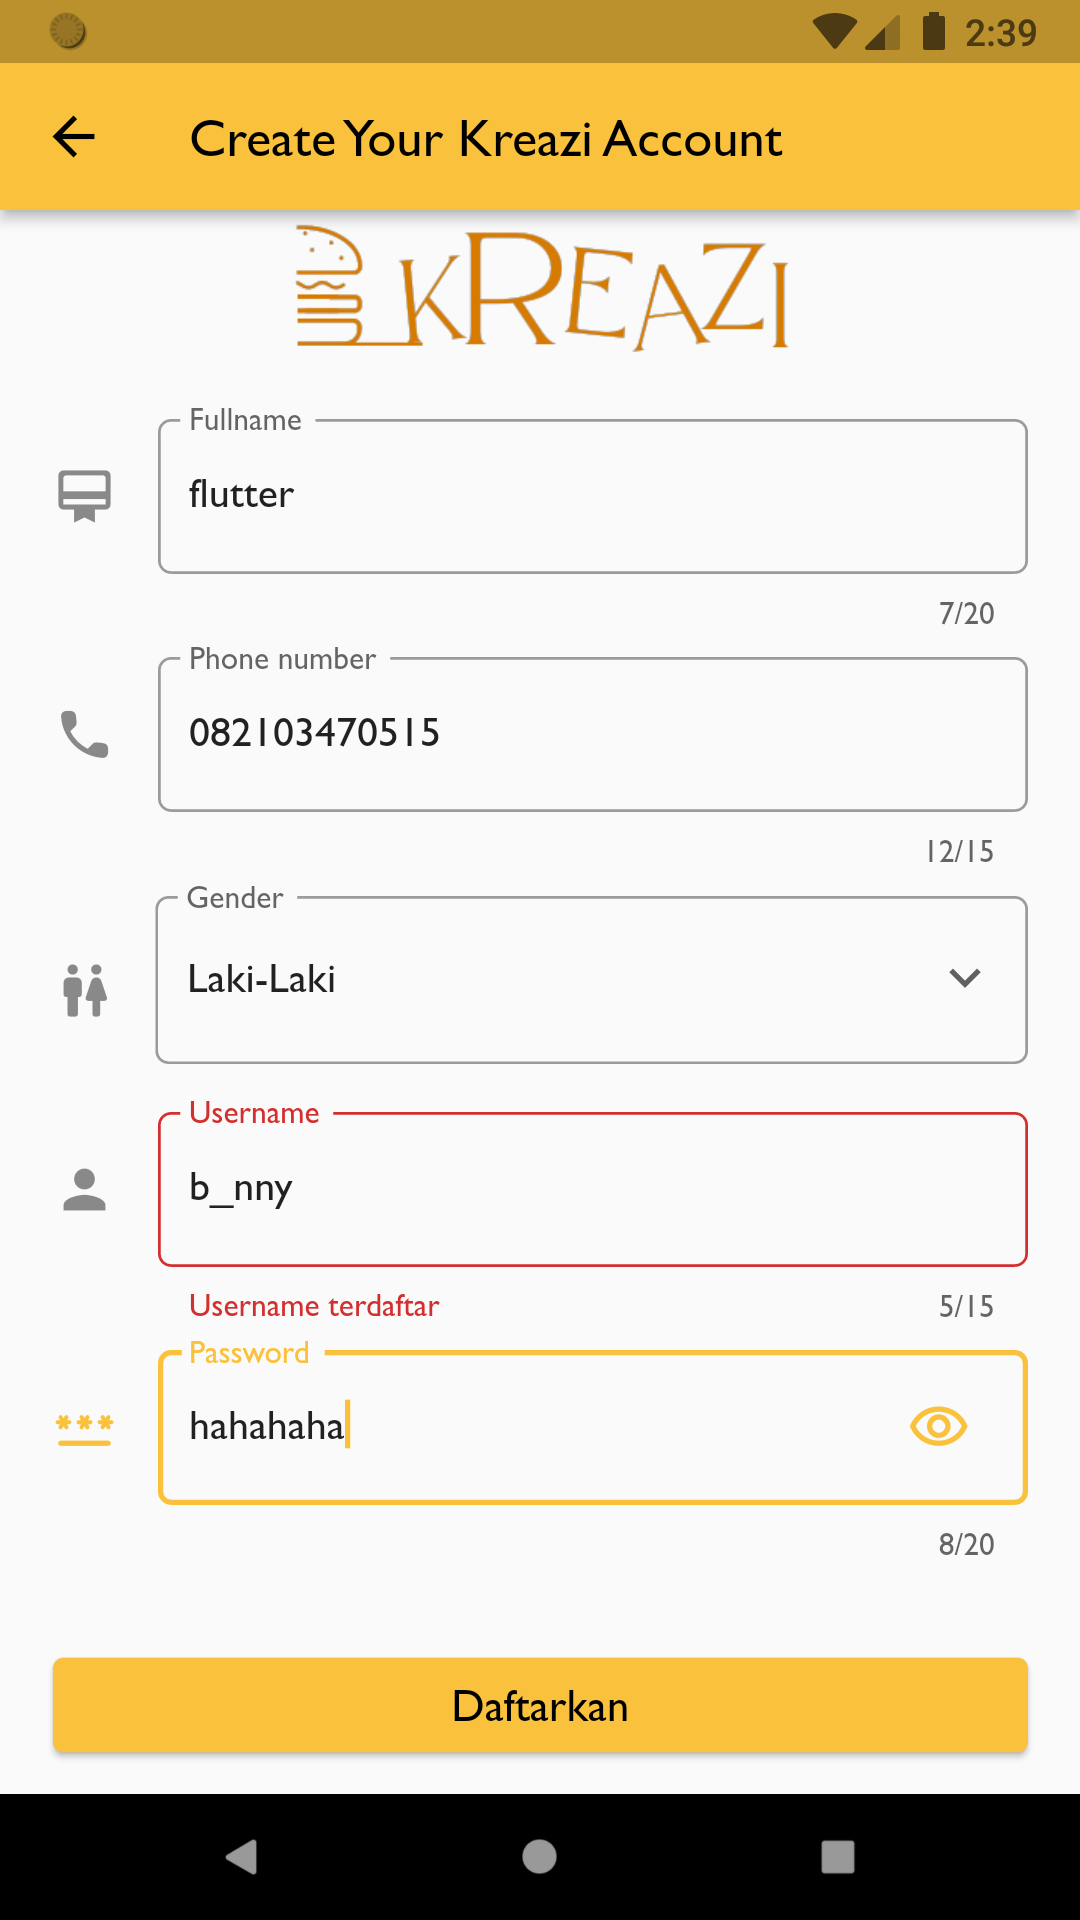 2:39
Create Your Kreazi Account
KREAZI
Fullname
flutter
7/20
Phone number
082103470515
12/15
Gender
Laki-Laki
Username
b_nny
Username terdaftar
5/15
Password
hahahaha
8/20
Daftarkan